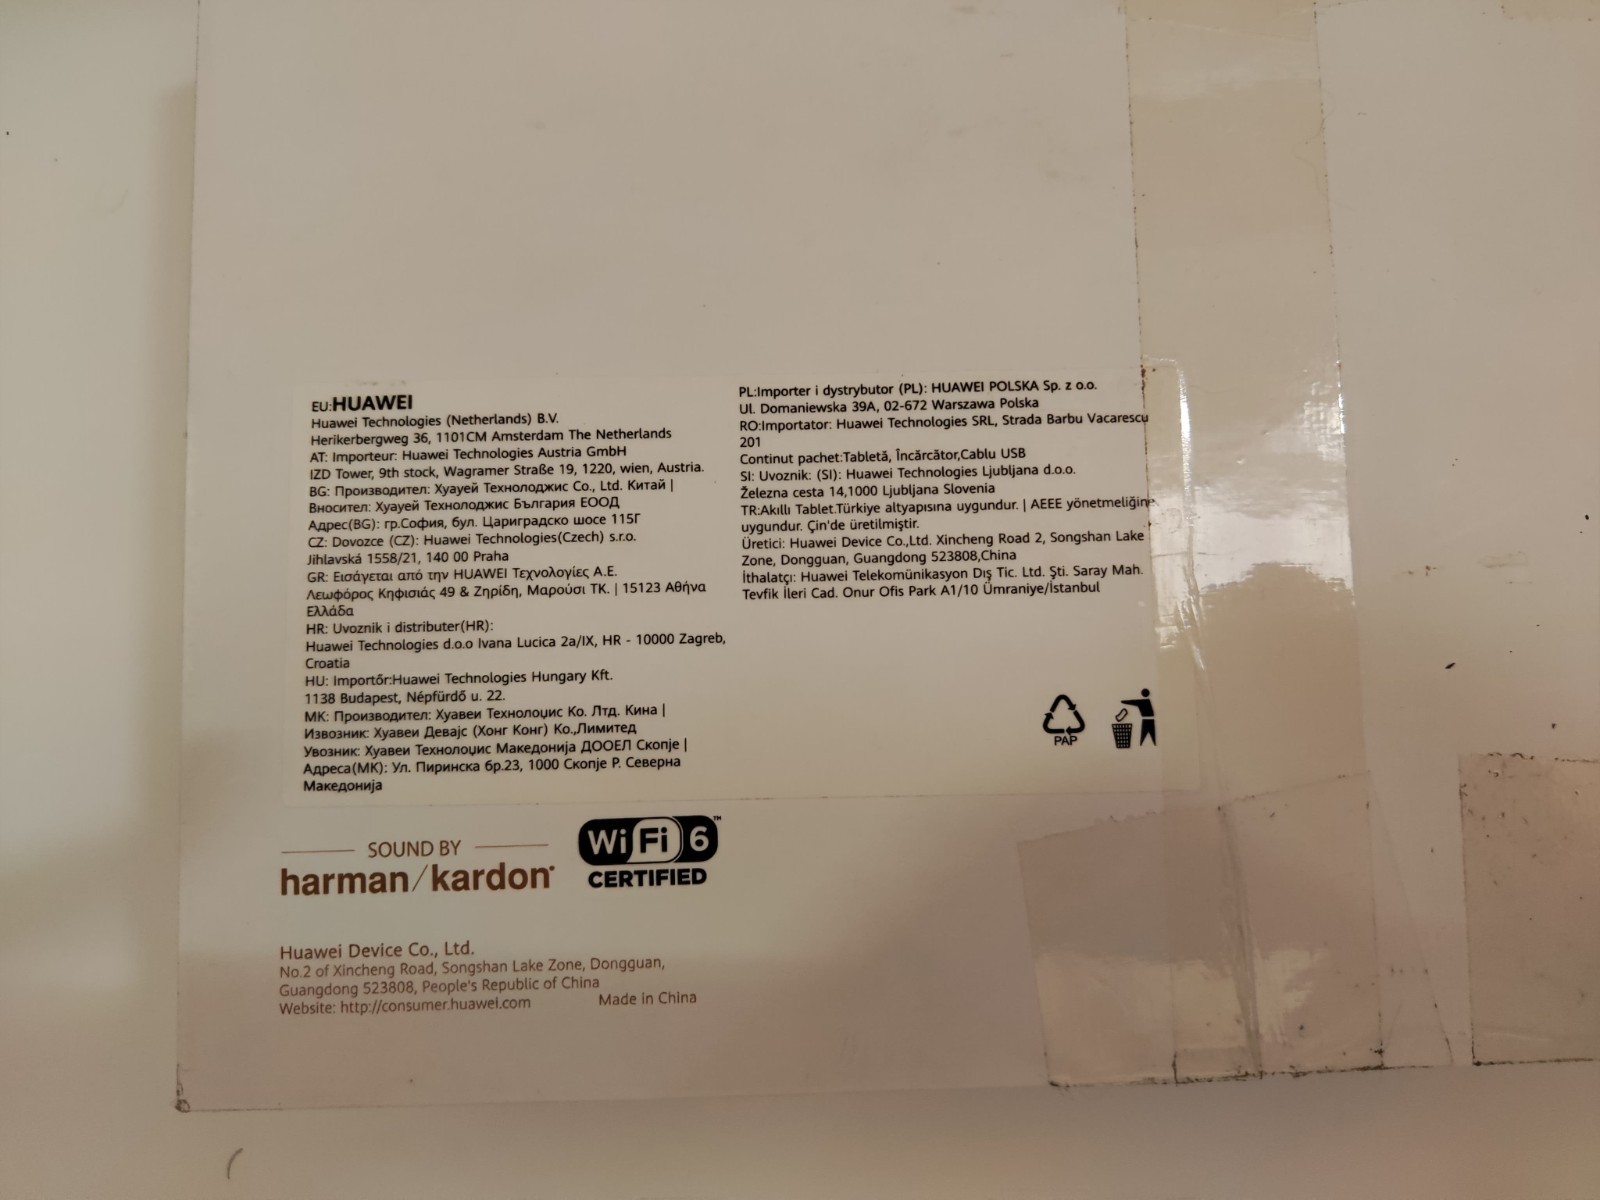 EU:HUAWEI
Huawei Technologies (Netherlands) B.V.
Herikerbergweg 36, 1101CM Amsterdam The Netherlands
AT: Importeur: Huawei Technologies Austria GmbH
IZD Tower, 9th stock, Wagramer Straße 19, 1220, wien, Austria.
BG: Производител: Хуауей Технолоджис Co., Ltd. Китай |
Вносител: Хуауей Технолоджис България ЕООД
Адрес(BG): гр.София, бул. Цариградско шосе 115Г
CZ: Dovozce (CZ): Huawei Technologies(Czech) s.r.o.
Jihlavská 1558/21, 140 00 Praha
GR: Εισάγεται από την HUAWEI Τεχνολογίες Α.Ε.
Λεωφόρος Κηφισιάς 49 & Ζηρίδη, Μαρούσι ΤΚ. | 15123 Αθήνα
Ελλάδα
HR: Uvoznik i distributer(HR):
Huawei Technologies d.o.o Ivana Lucica 2a/IX, HR - 10000 Zagreb,
Croatia
HU: Importőr:Huawei Technologies Hungary Kft.
1138 Budapest, Népfürdő u. 22.
MK: Производител: Хуавеи Технолоџис Ко. Лтд. Кина |
Извозник: Хуавеи Девајс (Хонг Конг) Ко.,Лимитед
Увозник: Хуавеи Технолоџис Македонија ДООЕЛ Скопје |
Адреса(МК): Ул. Пиринска бр.23, 1000 Скопје Р. Северна
Македонија
PL:Importer i dystrybutor (PL): HUAWEI POLSKA Sp. z o.o.
Ul. Domaniewska 39A, 02-672 Warszawa Polska
RO:Importator: Huawei Technologies SRL, Strada Barbu Vacarescu
201
Continut pachet:Tabletă, Încărcător,Cablu USB
SI: Uvoznik: (SI): Huawei Technologies Ljubljana d.o.o.
Železna cesta 14,1000 Ljubljana Slovenia
TR:Akıllı Tablet.Türkiye altyapısına uygundur. | AEEE yönetmeliğine
uygundur. Çin'de üretilmiştir.
Üretici: Huawei Device Co.,Ltd. Xincheng Road 2, Songshan Lake
Zone, Dongguan, Guangdong 523808,China
İthalatçı: Huawei Telekomünikasyon Dış Tic. Ltd. Şti. Saray Mah.
Tevfik İleri Cad. Onur Ofis Park A1/10 Ümraniye/İstanbul
PAP
SOUND BY
harman/kardon
Wi Fi 6™
CERTIFIED
Huawei Device Co., Ltd.
No.2 of Xincheng Road, Songshan Lake Zone, Dongguan,
Guangdong 523808, People's Republic of China
Website: http://consumer.huawei.com Made in China